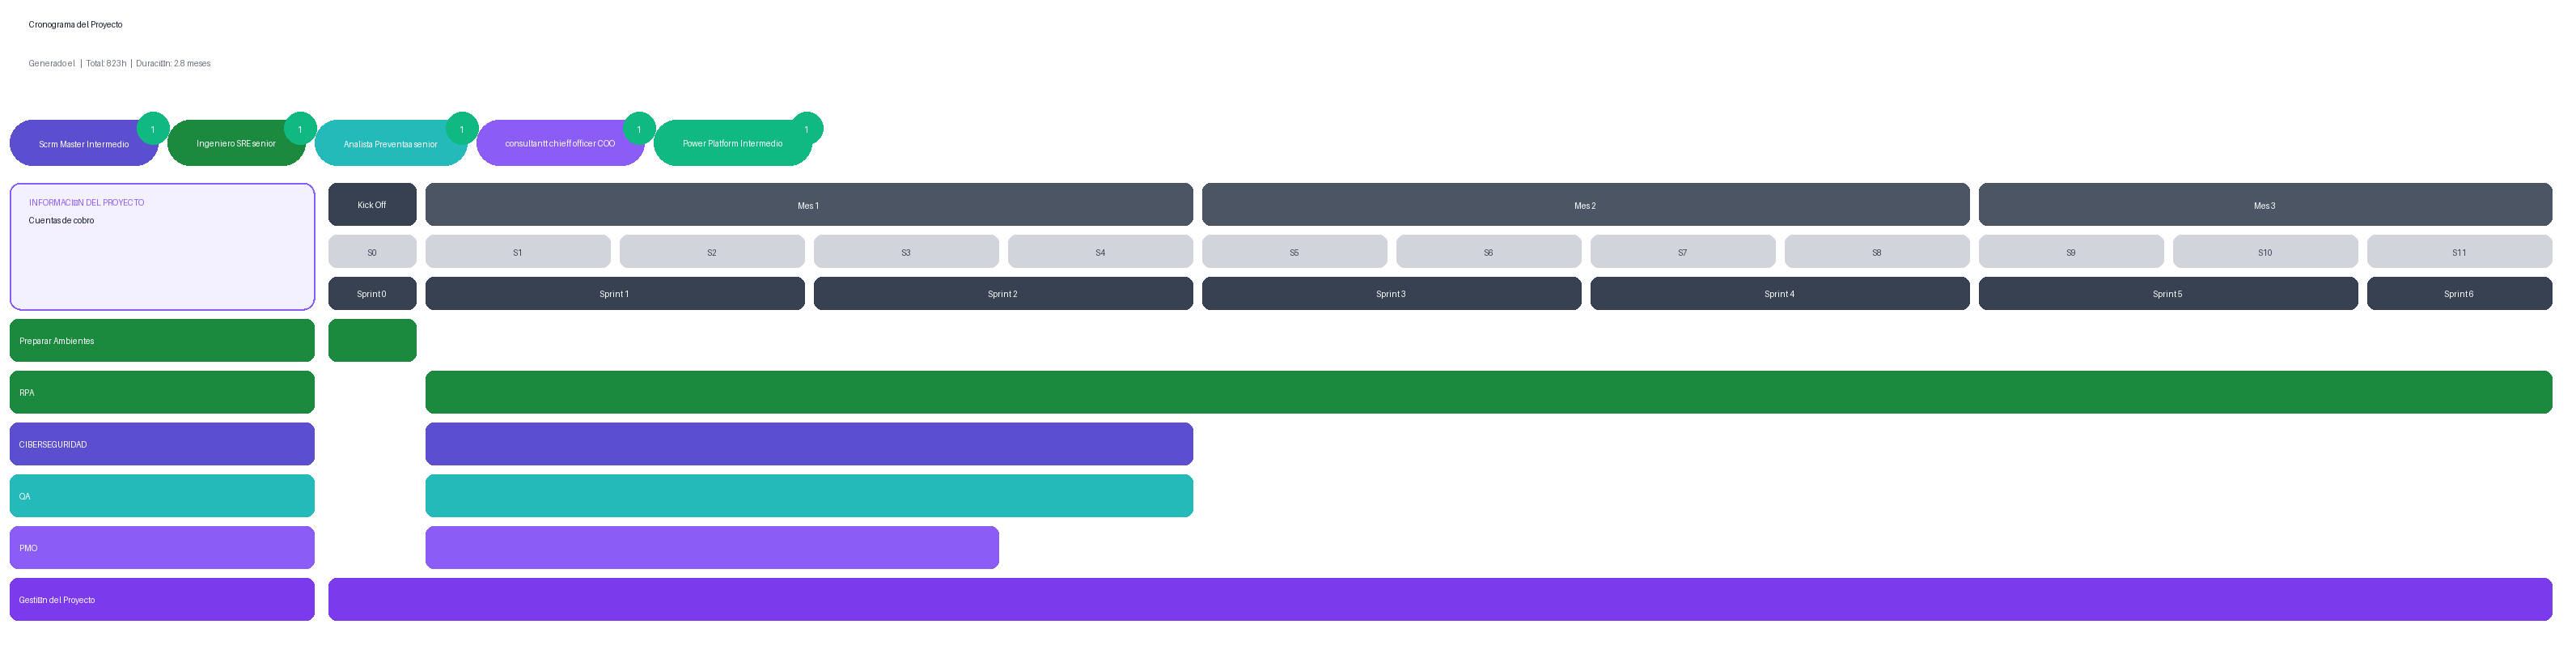 Cronograma del Proyecto
Generado el | Total: 823h | Duraci□n: 2.8 meses
1 1 1 1 1
Scrm Master Intermedio Ingeniero SRE senior Analista Preventaa senior consultantt chieff officer COO Power Platform Intermedio
INFORMACI□N DEL PROYECTO
Cuentas de cobro
Kick Off Mes 1 Mes 2 Mes 3
S0 S1 S2 S3 S4 S5 S6 S7 S8 S9 S10 S11
Sprint 0 Sprint 1 Sprint 2 Sprint 3 Sprint 4 Sprint 5 Sprint 6
Preparar Ambientes
RPA
CIBERSEGURIDAD
QA
PMO
Gesti□n del Proyecto